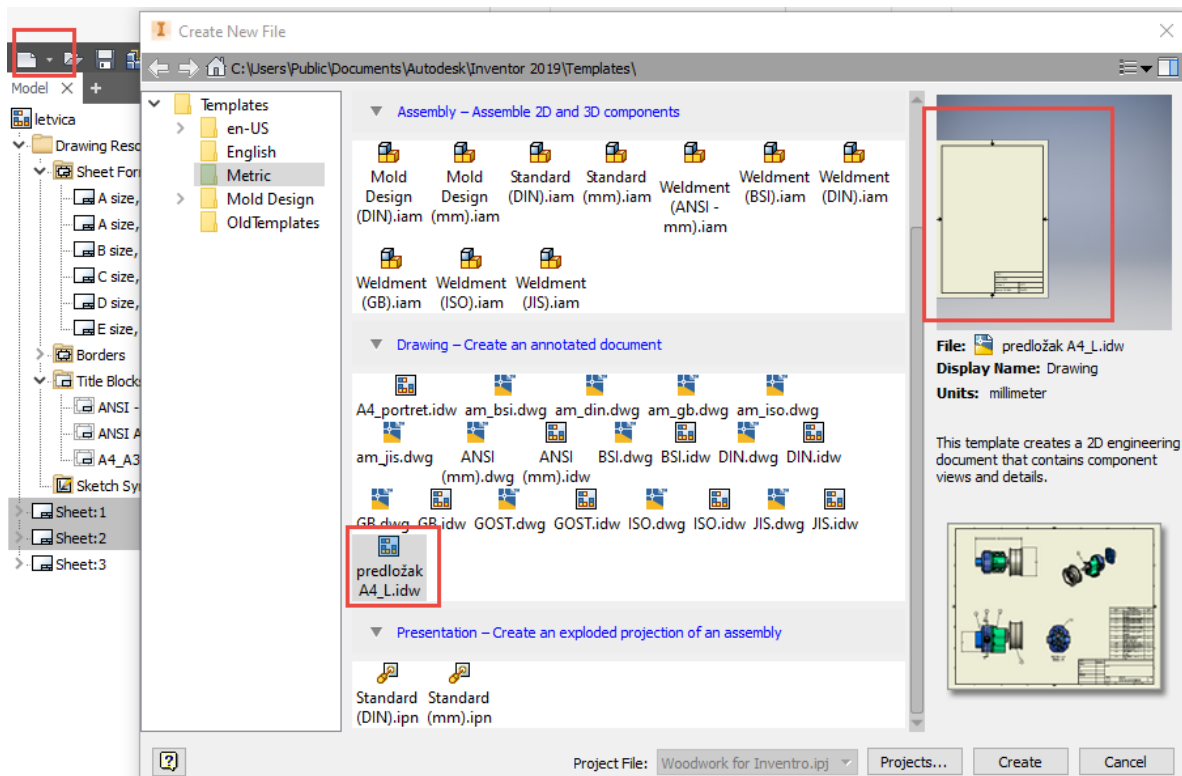 Create New File
C:\Users\Public\Documents\Autodesk\Inventor 2019\Templates\
Model
letvica
Drawing Reso
Sheet For
A size,
A size,
B size,
C size,
D size,
E size,
Borders
Title Block
ANSI -
ANSI A
A4_A3
Sketch Sy
Sheet:1
Sheet:2
Sheet:3
Templates
en-US
English
Metric
Mold Design
OldTemplates
Assembly – Assemble 2D and 3D components
Mold Mold Standard Standard Weldment Weldment Weldment
Design Design (DIN).iam (mm).iam (ANSI - (BSI).iam (DIN).iam
(DIN).iam (mm).iam mm).iam
Weldment Weldment Weldment
(GB).iam (ISO).iam (JIS).iam
Drawing – Create an annotated document
A4_portret.idw am_bsi.dwg am_din.dwg am_gb.dwg am_iso.dwg
am_jis.dwg ANSI ANSI BSI.dwg BSI.idw DIN.dwg DIN.idw
(mm).dwg (mm).idw
GB.dwg GB.idw GOST.dwg GOST.idw ISO.dwg ISO.idw JIS.dwg JIS.idw
predložak
A4_L.idw
Presentation – Create an exploded projection of an assembly
Standard Standard
(DIN).ipn (mm).ipn
File: predložak A4_L.idw
Display Name: Drawing
Units: millimeter
This template creates a 2D engineering
document that contains component
views and details.
Project File: Woodwork for Inventro.ipj Projects... Create Cancel